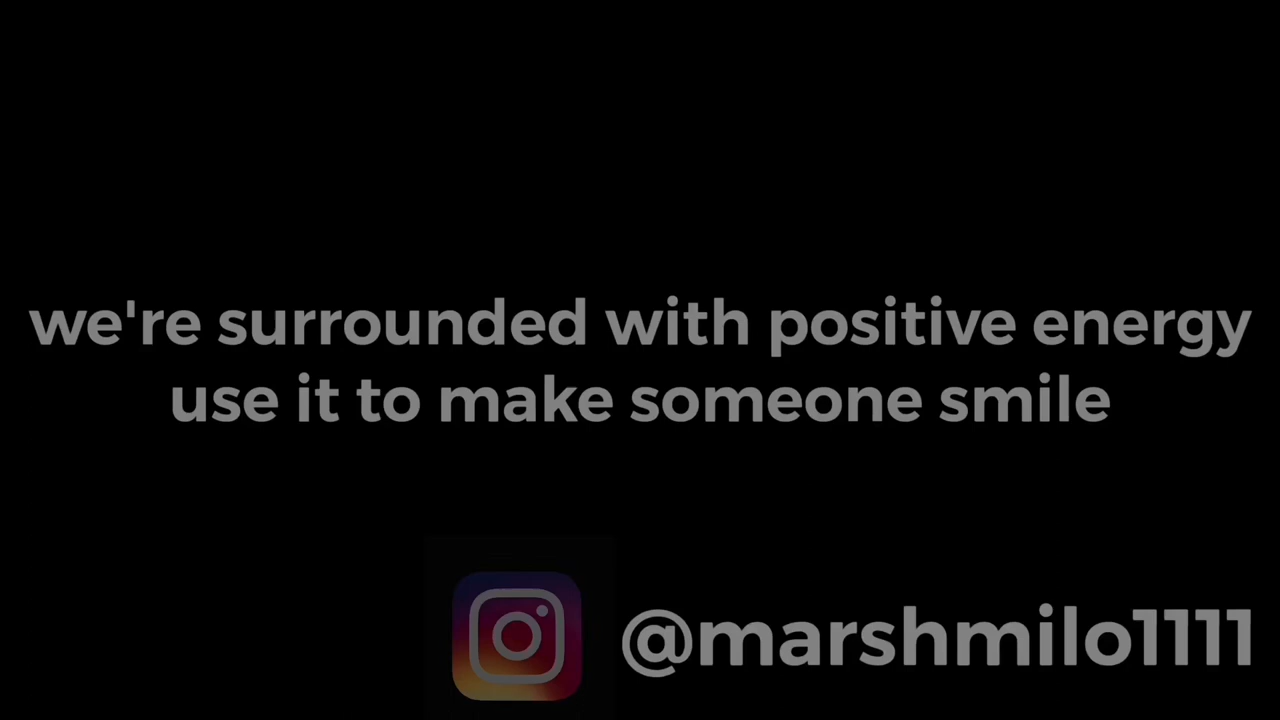 we're surrounded with positive energy
use it to make someone smile
@marshmilo1111